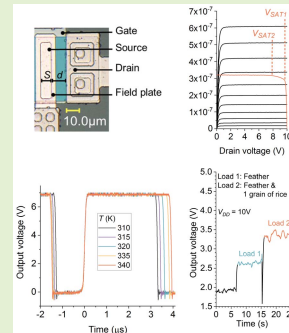 Gate
Source
Drain
Field plate
S
d
10.0μm
7x10⁻⁷
6x10⁻⁷
5x10⁻⁷
4x10⁻⁷
3x10⁻⁷
2x10⁻⁷
1x10⁻⁷
0
V_SAT1
V_SAT2
0 2 4 6 8 10
Drain voltage (V)
Output voltage (V)
6
4
2
0
T (K)
310
315
320
335
340
-2 -1 0 1 2 3 4
Time (μs)
Output voltage (V)
5.0
4.5
4.0
3.5
3.0
2.5
2.0
1.5
Load 1: Feather
Load 2: Feather &
1 grain of rice
V_DD = 10V
Load 1
Load 2
0 5 10 15 20
Time (s)